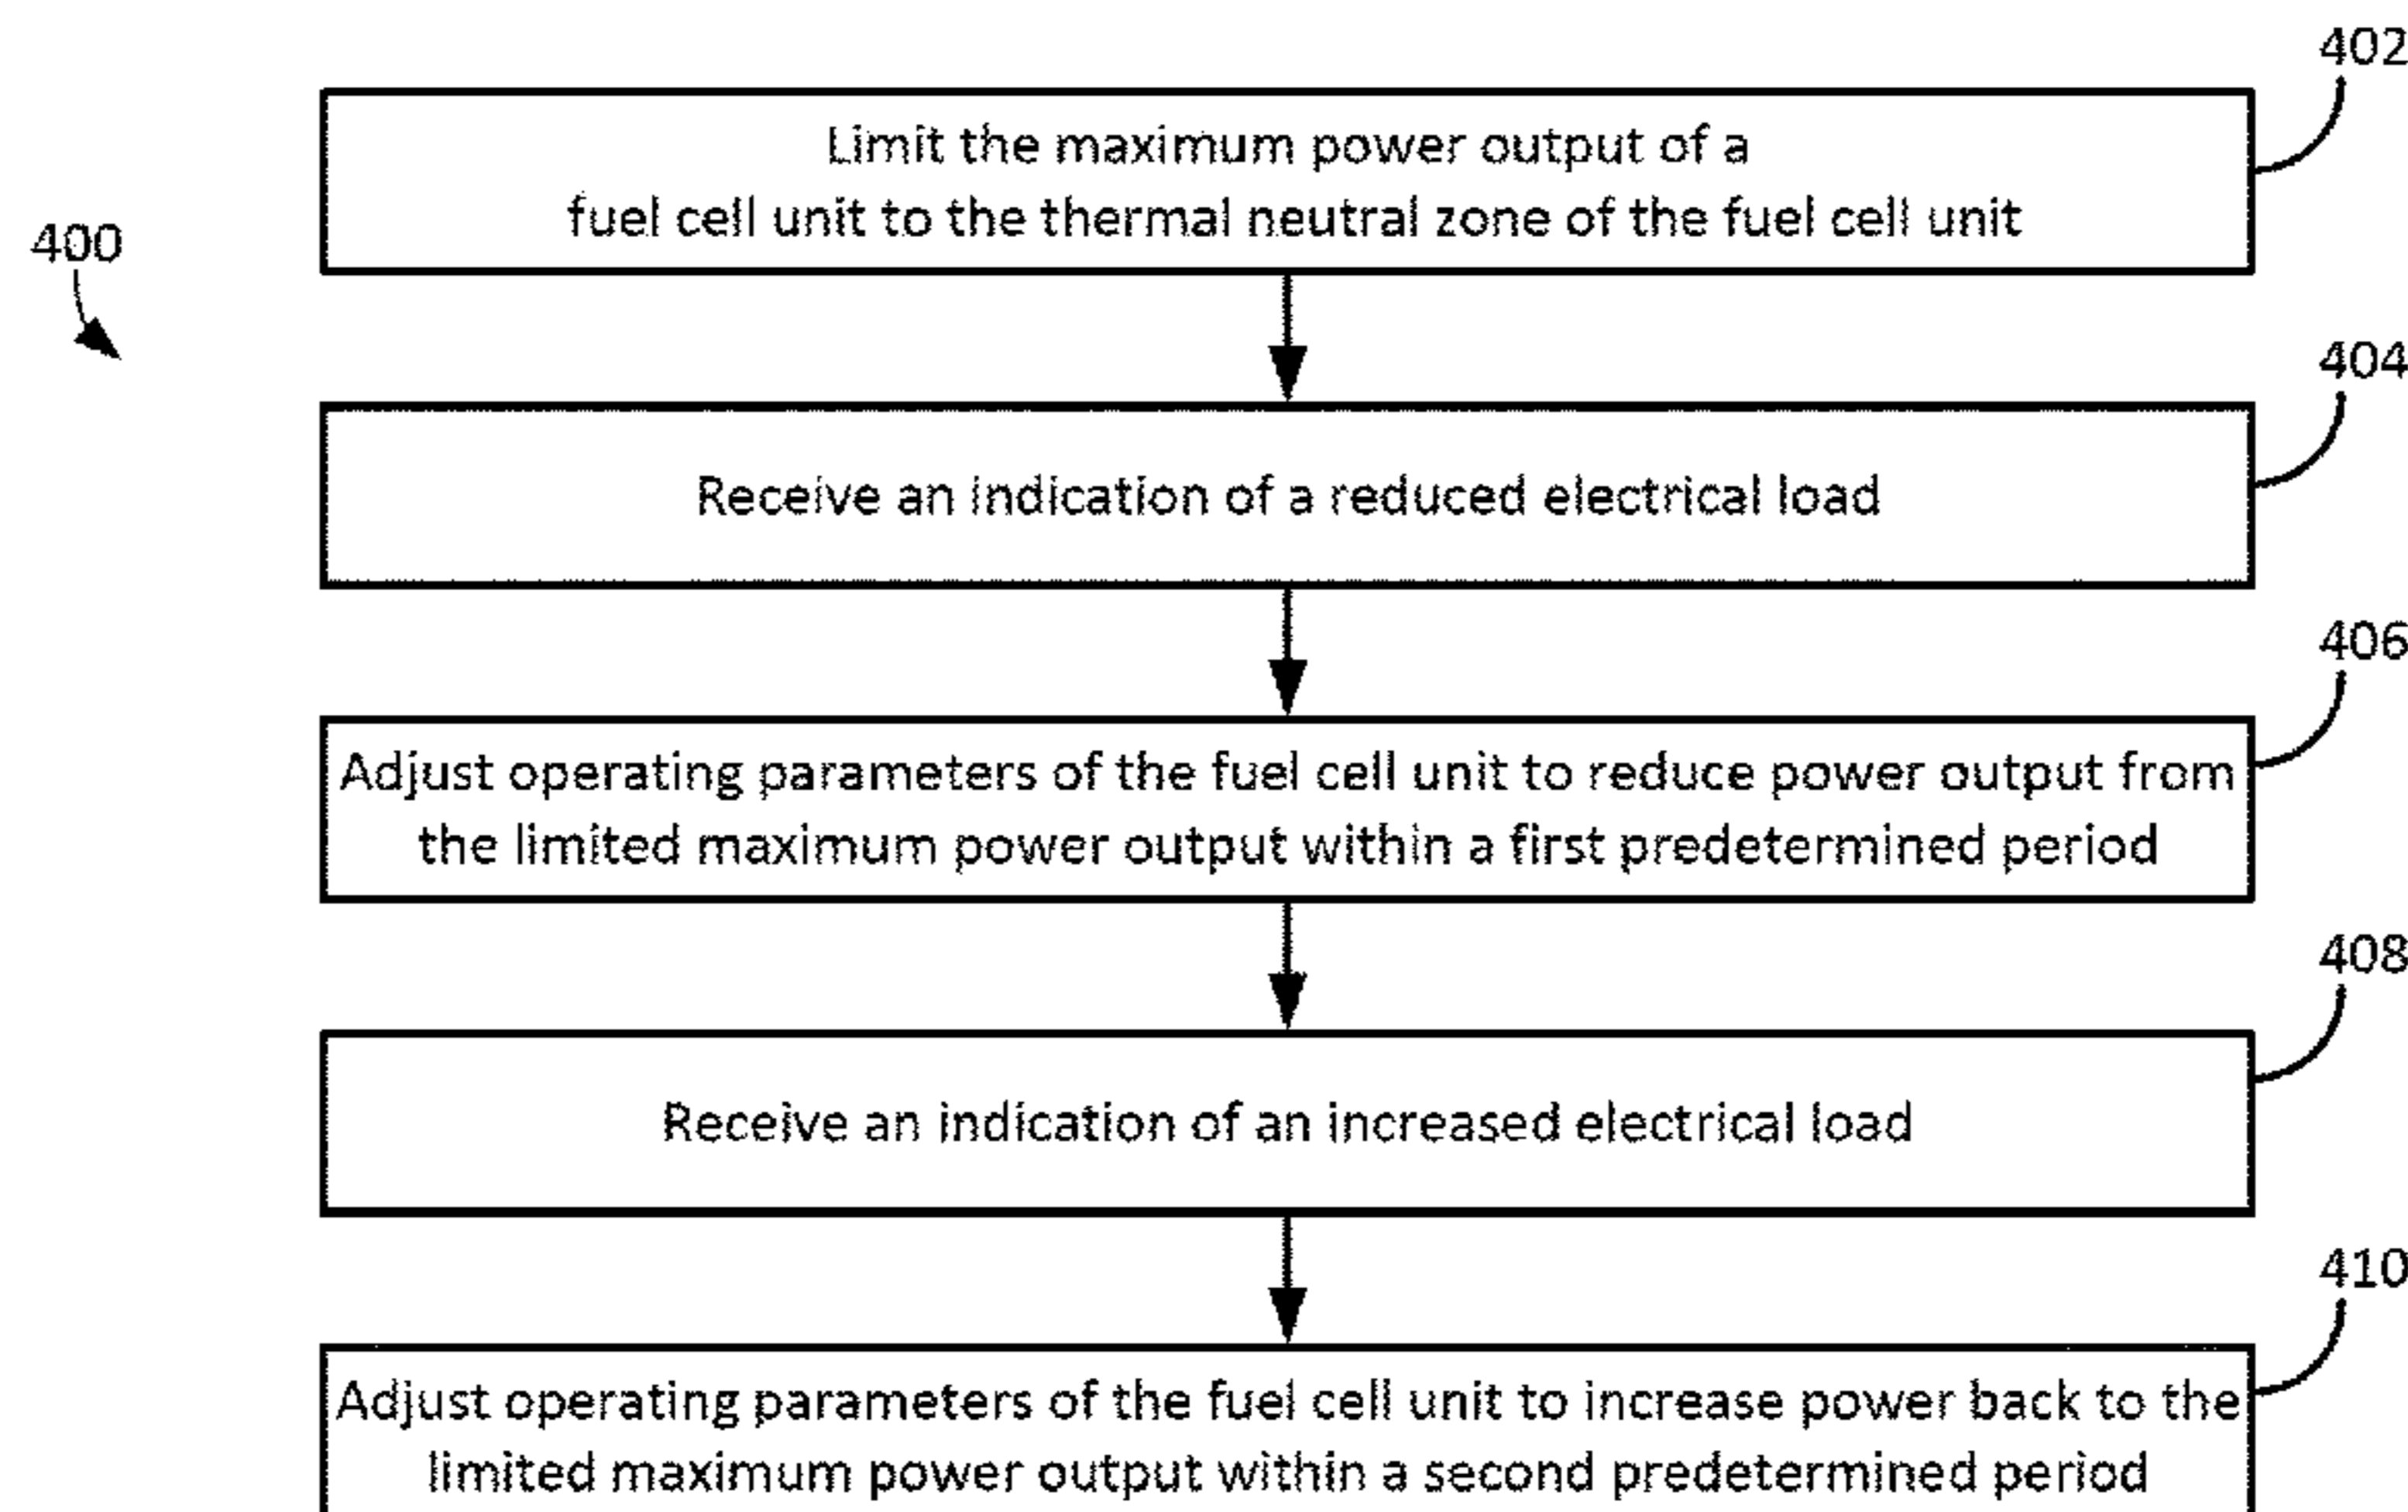 402
Limit the maximum power output of a
fuel cell unit to the thermal neutral zone of the fuel cell unit
400
404
Receive an indication of a reduced electrical load
406
Adjust operating parameters of the fuel cell unit to reduce power output from
the limited maximum power output within a first predetermined period
408
Receive an indication of an increased electrical load
410
Adjust operating parameters of the fuel cell unit to increase power back to the
limited maximum power output within a second predetermined period